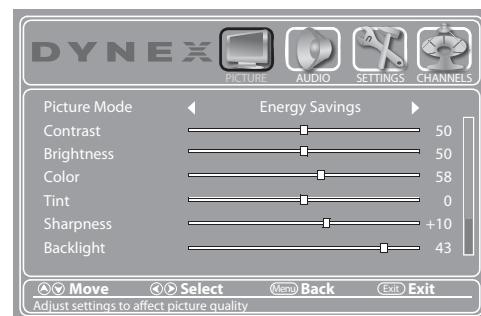 DYNEX
PICTURE AUDIO SETTINGS CHANNELS
Picture Mode Energy Savings
Contrast 50
Brightness 50
Color 58
Tint 0
Sharpness +10
Backlight 43
Move Select Menu Back Exit Exit
Adjust settings to affect picture quality